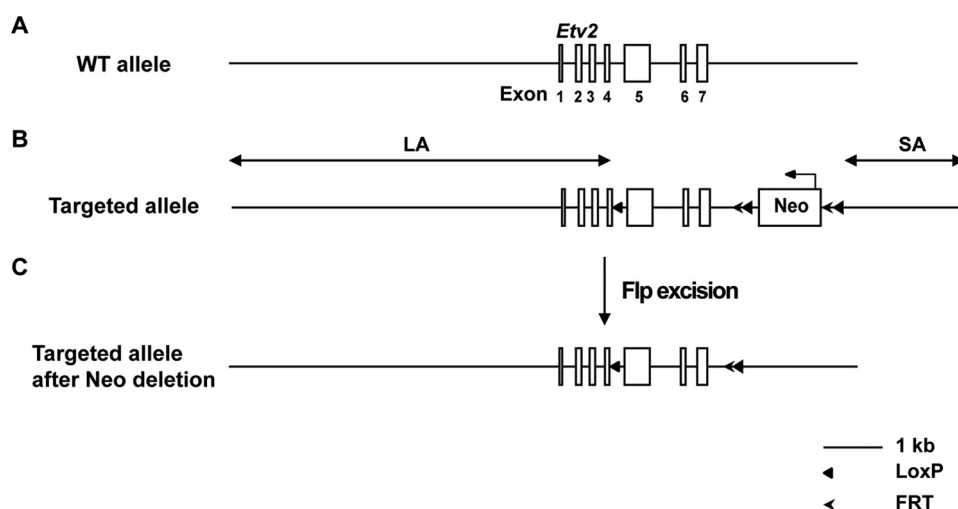 A
Etv2
WT allele
Exon 1 2 3 4 5 6 7
B
LA SA
Targeted allele
Neo
C
Flp excision
Targeted allele
after Neo deletion
1 kb
LoxP
FRT